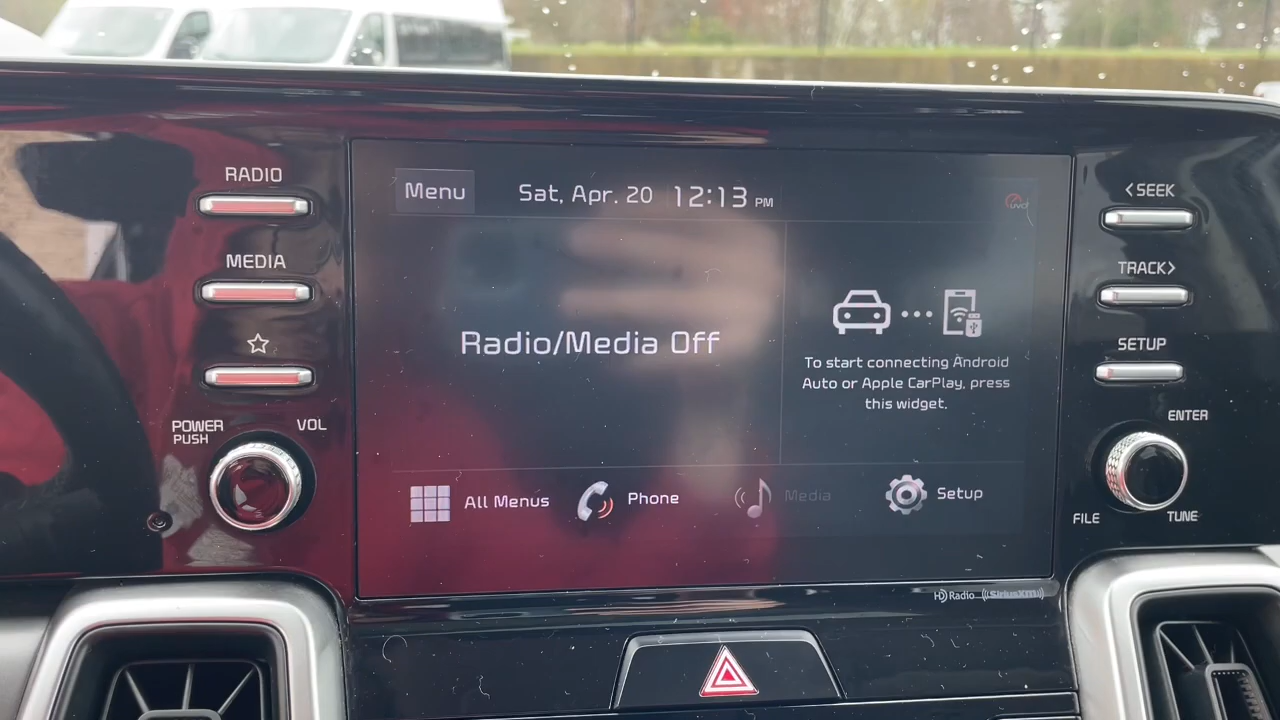 RADIO
MEDIA
POWER
PUSH
VOL
Menu
Sat, Apr. 20 12:13 PM
uvo
Radio/Media Off
To start connecting Android
Auto or Apple CarPlay, press
this widget.
All Menus
Phone
Media
Setup
HD Radio
((SiriusXM))
<SEEK
TRACK>
SETUP
ENTER
FILE
TUNE